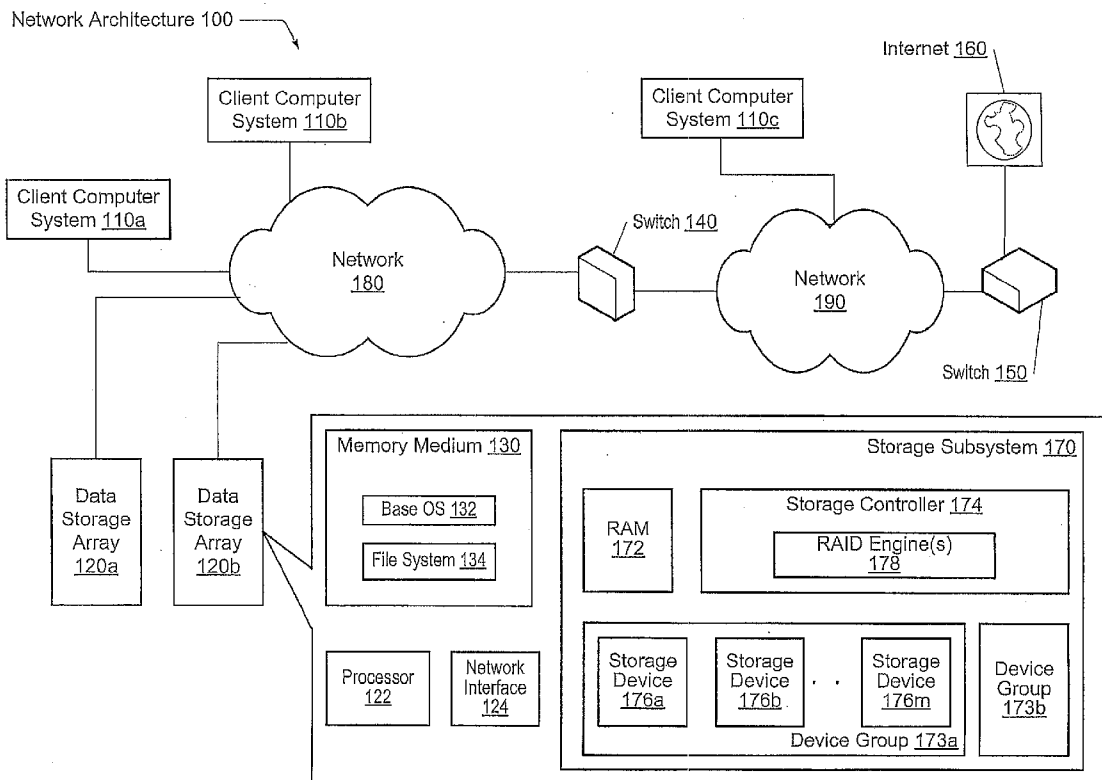 Network Architecture 100
Internet 160
Client Computer
System 110b
Client Computer
System 110c
Client Computer
System 110a
Switch 140
Network
180
Network
190
Switch 150
Data
Storage
Array
120a
Data
Storage
Array
120b
Memory Medium 130
Base OS 132
File System 134
Processor
122
Network
Interface
124
Storage Subsystem 170
RAM
172
Storage Controller 174
RAID Engine(s)
178
Storage
Device
176a
Storage
Device
176b
. .
Storage
Device
176m
Device Group 173a
Device
Group
173b